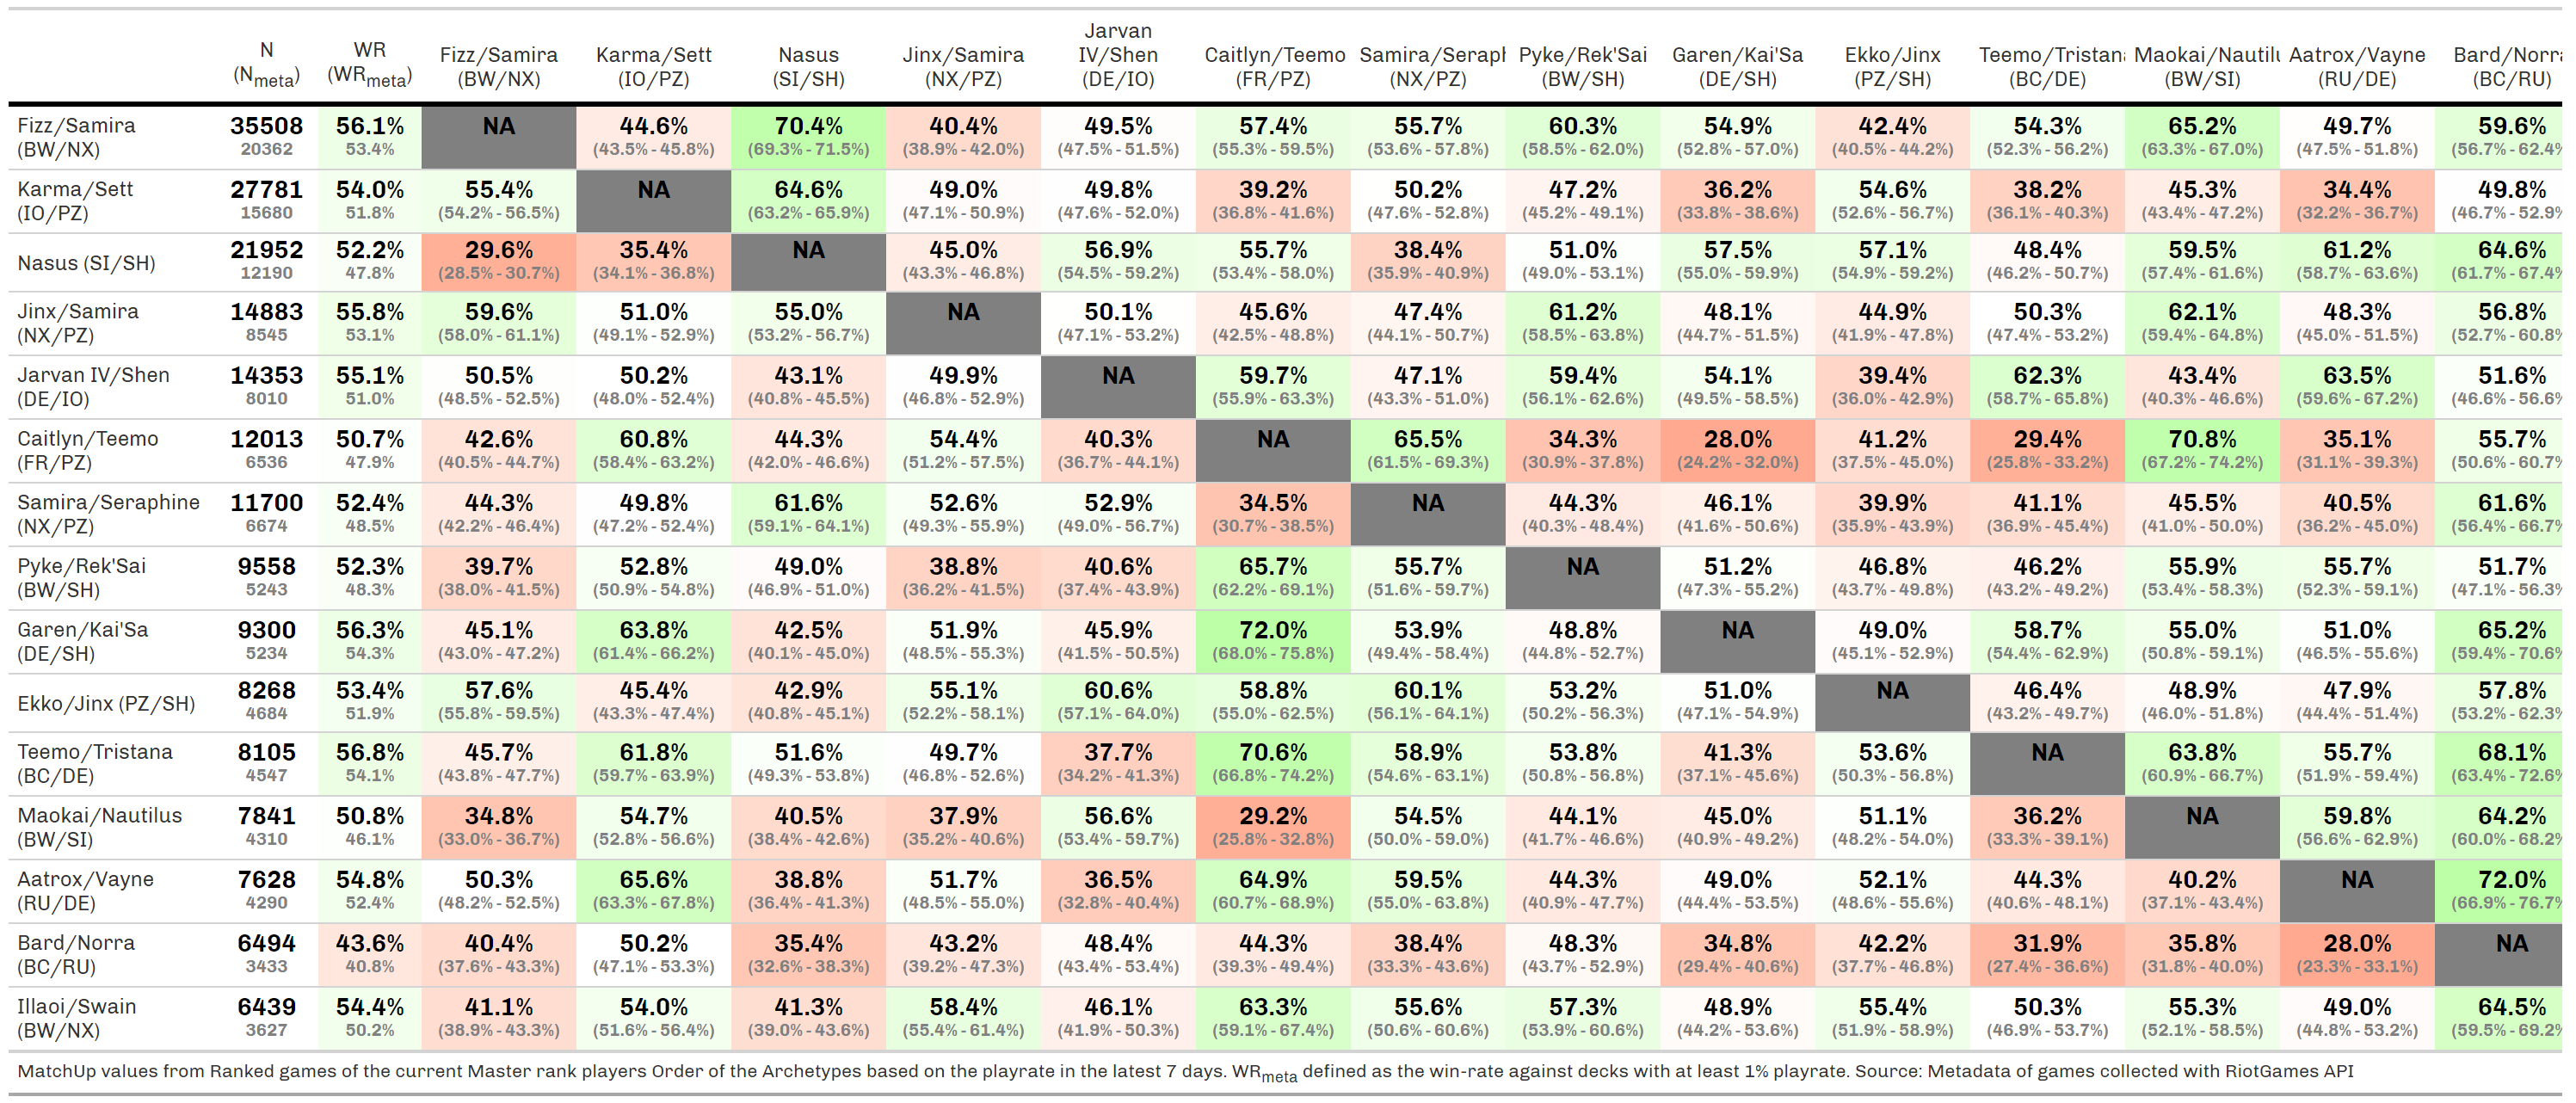 N WR Fizz/Samira Karma/Sett Nasus Jinx/Samira Jarvan IV/Shen Caitlyn/Teemo Samira/Seraph Pyke/Rek'Sai Garen/Kai'Sa Ekko/Jinx Teemo/Tristana Maokai/Nautilu Aatrox/Vayne Bard/Norra
(Nmeta) (WRmeta) (BW/NX) (IO/PZ) (SI/SH) (NX/PZ) (DE/IO) (FR/PZ) (NX/PZ) (BW/SH) (DE/SH) (PZ/SH) (BC/DE) (BW/SI) (RU/DE) (BC/RU)
Fizz/Samira 35508 56.1% NA 44.6% 70.4% 40.4% 49.5% 57.4% 55.7% 60.3% 54.9% 42.4% 54.3% 65.2% 49.7% 59.6%
(BW/NX) 20362 53.4% (43.5% - 45.8%) (69.3% - 71.5%) (38.9% - 42.0%) (47.5% - 51.5%) (55.3% - 59.5%) (53.6% - 57.8%) (58.5% - 62.0%) (52.8% - 57.0%) (40.5% - 44.2%) (52.3% - 56.2%) (63.3% - 67.0%) (47.5% - 51.8%) (56.7% - 62.4%
Karma/Sett 27781 54.0% 55.4% NA 64.6% 49.0% 49.8% 39.2% 50.2% 47.2% 36.2% 54.6% 38.2% 45.3% 34.4% 49.8%
(IO/PZ) 15680 51.8% (54.2% - 56.5%) (63.2% - 65.9%) (47.1% - 50.9%) (47.6% - 52.0%) (36.8% - 41.6%) (47.6% - 52.8%) (45.2% - 49.1%) (33.8% - 38.6%) (52.6% - 56.7%) (36.1% - 40.3%) (43.4% - 47.2%) (32.2% - 36.7%) (46.7% - 52.9%
Nasus (SI/SH) 21952 52.2% 29.6% 35.4% NA 45.0% 56.9% 55.7% 38.4% 51.0% 57.5% 57.1% 48.4% 59.5% 61.2% 64.6%
12190 47.8% (28.5% - 30.7%) (34.1% - 36.8%) (43.3% - 46.8%) (54.5% - 59.2%) (53.4% - 58.0%) (35.9% - 40.9%) (49.0% - 53.1%) (55.0% - 59.9%) (54.9% - 59.2%) (46.2% - 50.7%) (57.4% - 61.6%) (58.7% - 63.6%) (61.7% - 67.4%
Jinx/Samira 14883 55.8% 59.6% 51.0% 55.0% NA 50.1% 45.6% 47.4% 61.2% 48.1% 44.9% 50.3% 62.1% 48.3% 56.8%
(NX/PZ) 8545 53.1% (58.0% - 61.1%) (49.1% - 52.9%) (53.2% - 56.7%) (47.1% - 53.2%) (42.5% - 48.8%) (44.1% - 50.7%) (58.5% - 63.8%) (44.7% - 51.5%) (41.9% - 47.8%) (47.4% - 53.2%) (59.4% - 64.8%) (45.0% - 51.5%) (52.7% - 60.8%
Jarvan IV/Shen 14353 55.1% 50.5% 50.2% 43.1% 49.9% NA 59.7% 47.1% 59.4% 54.1% 39.4% 62.3% 43.4% 63.5% 51.6%
(DE/IO) 8010 51.0% (48.5% - 52.5%) (48.0% - 52.4%) (40.8% - 45.5%) (46.8% - 52.9%) (55.9% - 63.3%) (43.3% - 51.0%) (56.1% - 62.6%) (49.5% - 58.5%) (36.0% - 42.9%) (58.7% - 65.8%) (40.3% - 46.6%) (59.6% - 67.2%) (46.6% - 56.6%
Caitlyn/Teemo 12013 50.7% 42.6% 60.8% 44.3% 54.4% 40.3% NA 65.5% 34.3% 28.0% 41.2% 29.4% 70.8% 35.1% 55.7%
(FR/PZ) 6536 47.9% (40.5% - 44.7%) (58.4% - 63.2%) (42.0% - 46.6%) (51.2% - 57.5%) (36.7% - 44.1%) (61.5% - 69.3%) (30.9% - 37.8%) (24.2% - 32.0%) (37.5% - 45.0%) (25.8% - 33.2%) (67.2% - 74.2%) (31.1% - 39.3%) (50.6% - 60.7%
Samira/Seraphine 11700 52.4% 44.3% 49.8% 61.6% 52.6% 52.9% 34.5% NA 44.3% 46.1% 39.9% 41.1% 45.5% 40.5% 61.6%
(NX/PZ) 6674 48.5% (42.2% - 46.4%) (47.2% - 52.4%) (59.1% - 64.1%) (49.3% - 55.9%) (49.0% - 56.7%) (30.7% - 38.5%) (40.3% - 48.4%) (41.6% - 50.6%) (35.9% - 43.9%) (36.9% - 45.4%) (41.0% - 50.0%) (36.2% - 45.0%) (56.4% - 66.7%
Pyke/Rek'Sai 9558 52.3% 39.7% 52.8% 49.0% 38.8% 40.6% 65.7% 55.7% NA 51.2% 46.8% 46.2% 55.9% 55.7% 51.7%
(BW/SH) 5243 48.3% (38.0% - 41.5%) (50.9% - 54.8%) (46.9% - 51.0%) (36.2% - 41.5%) (37.4% - 43.9%) (62.2% - 69.1%) (51.6% - 59.7%) (47.3% - 55.2%) (43.7% - 49.8%) (43.2% - 49.2%) (53.4% - 58.3%) (52.3% - 59.1%) (47.1% - 56.3%
Garen/Kai'Sa 9300 56.3% 45.1% 63.8% 42.5% 51.9% 45.9% 72.0% 53.9% 48.8% NA 49.0% 58.7% 55.0% 51.0% 65.2%
(DE/SH) 5234 54.3% (43.0% - 47.2%) (61.4% - 66.2%) (40.1% - 45.0%) (48.5% - 55.3%) (41.5% - 50.5%) (68.0% - 75.8%) (49.4% - 58.4%) (44.8% - 52.7%) (45.1% - 52.9%) (54.4% - 62.9%) (50.8% - 59.1%) (46.5% - 55.6%) (59.4% - 70.6%
Ekko/Jinx (PZ/SH) 8268 53.4% 57.6% 45.4% 42.9% 55.1% 60.6% 58.8% 60.1% 53.2% 51.0% NA 46.4% 48.9% 47.9% 57.8%
4684 51.9% (55.8% - 59.5%) (43.3% - 47.4%) (40.8% - 45.1%) (52.2% - 58.1%) (57.1% - 64.0%) (55.0% - 62.5%) (56.1% - 64.1%) (50.2% - 56.3%) (47.1% - 54.9%) (43.2% - 49.7%) (46.0% - 51.8%) (44.4% - 51.4%) (53.2% - 62.3%
Teemo/Tristana 8105 56.8% 45.7% 61.8% 51.6% 49.7% 37.7% 70.6% 58.9% 53.8% 41.3% 53.6% NA 63.8% 55.7% 68.1%
(BC/DE) 4547 54.1% (43.8% - 47.7%) (59.7% - 63.9%) (49.3% - 53.8%) (46.8% - 52.6%) (34.2% - 41.3%) (66.8% - 74.2%) (54.6% - 63.1%) (50.8% - 56.8%) (37.1% - 45.6%) (50.3% - 56.8%) (60.9% - 66.7%) (51.9% - 59.4%) (63.4% - 72.6%
Maokai/Nautilus 7841 50.8% 34.8% 54.7% 40.5% 37.9% 56.6% 29.2% 54.5% 44.1% 45.0% 51.1% 36.2% NA 59.8% 64.2%
(BW/SI) 4310 46.1% (33.0% - 36.7%) (52.8% - 56.6%) (38.4% - 42.6%) (35.2% - 40.6%) (53.4% - 59.7%) (25.8% - 32.8%) (50.0% - 59.0%) (41.7% - 46.6%) (40.9% - 49.2%) (48.2% - 54.0%) (33.3% - 39.1%) (56.6% - 62.9%) (60.0% - 68.2%
Aatrox/Vayne 7628 54.8% 50.3% 65.6% 38.8% 51.7% 36.5% 64.9% 59.5% 44.3% 49.0% 52.1% 44.3% 40.2% NA 72.0%
(RU/DE) 4290 52.4% (48.2% - 52.5%) (63.3% - 67.8%) (36.4% - 41.3%) (48.5% - 55.0%) (32.8% - 40.4%) (60.7% - 68.9%) (55.0% - 63.8%) (40.9% - 47.7%) (44.4% - 53.5%) (48.6% - 55.6%) (40.6% - 48.1%) (37.1% - 43.4%) (66.9% - 76.7%
Bard/Norra 6494 43.6% 40.4% 50.2% 35.4% 43.2% 48.4% 44.3% 38.4% 48.3% 34.8% 42.2% 31.9% 35.8% 28.0% NA
(BC/RU) 3433 40.8% (37.6% - 43.3%) (47.1% - 53.3%) (32.6% - 38.3%) (39.2% - 47.3%) (43.4% - 53.4%) (39.3% - 49.4%) (33.3% - 43.6%) (43.7% - 52.9%) (29.4% - 40.6%) (37.7% - 46.8%) (27.4% - 36.6%) (31.8% - 40.0%) (23.3% - 33.1%)
Illaoi/Swain 6439 54.4% 41.1% 54.0% 41.3% 58.4% 46.1% 63.3% 55.6% 57.3% 48.9% 55.4% 50.3% 55.3% 49.0% 64.5%
(BW/NX) 3627 50.2% (38.9% - 43.3%) (51.6% - 56.4%) (39.0% - 43.6%) (55.4% - 61.4%) (41.9% - 50.3%) (59.1% - 67.4%) (50.6% - 60.6%) (53.9% - 60.6%) (44.2% - 53.6%) (51.9% - 58.9%) (46.9% - 53.7%) (52.1% - 58.5%) (44.8% - 53.2%) (59.5% - 69.2%
MatchUp values from Ranked games of the current Master rank players Order of the Archetypes based on the playrate in the latest 7 days. WRmeta defined as the win-rate against decks with at least 1% playrate. Source: Metadata of games collected with RiotGames API